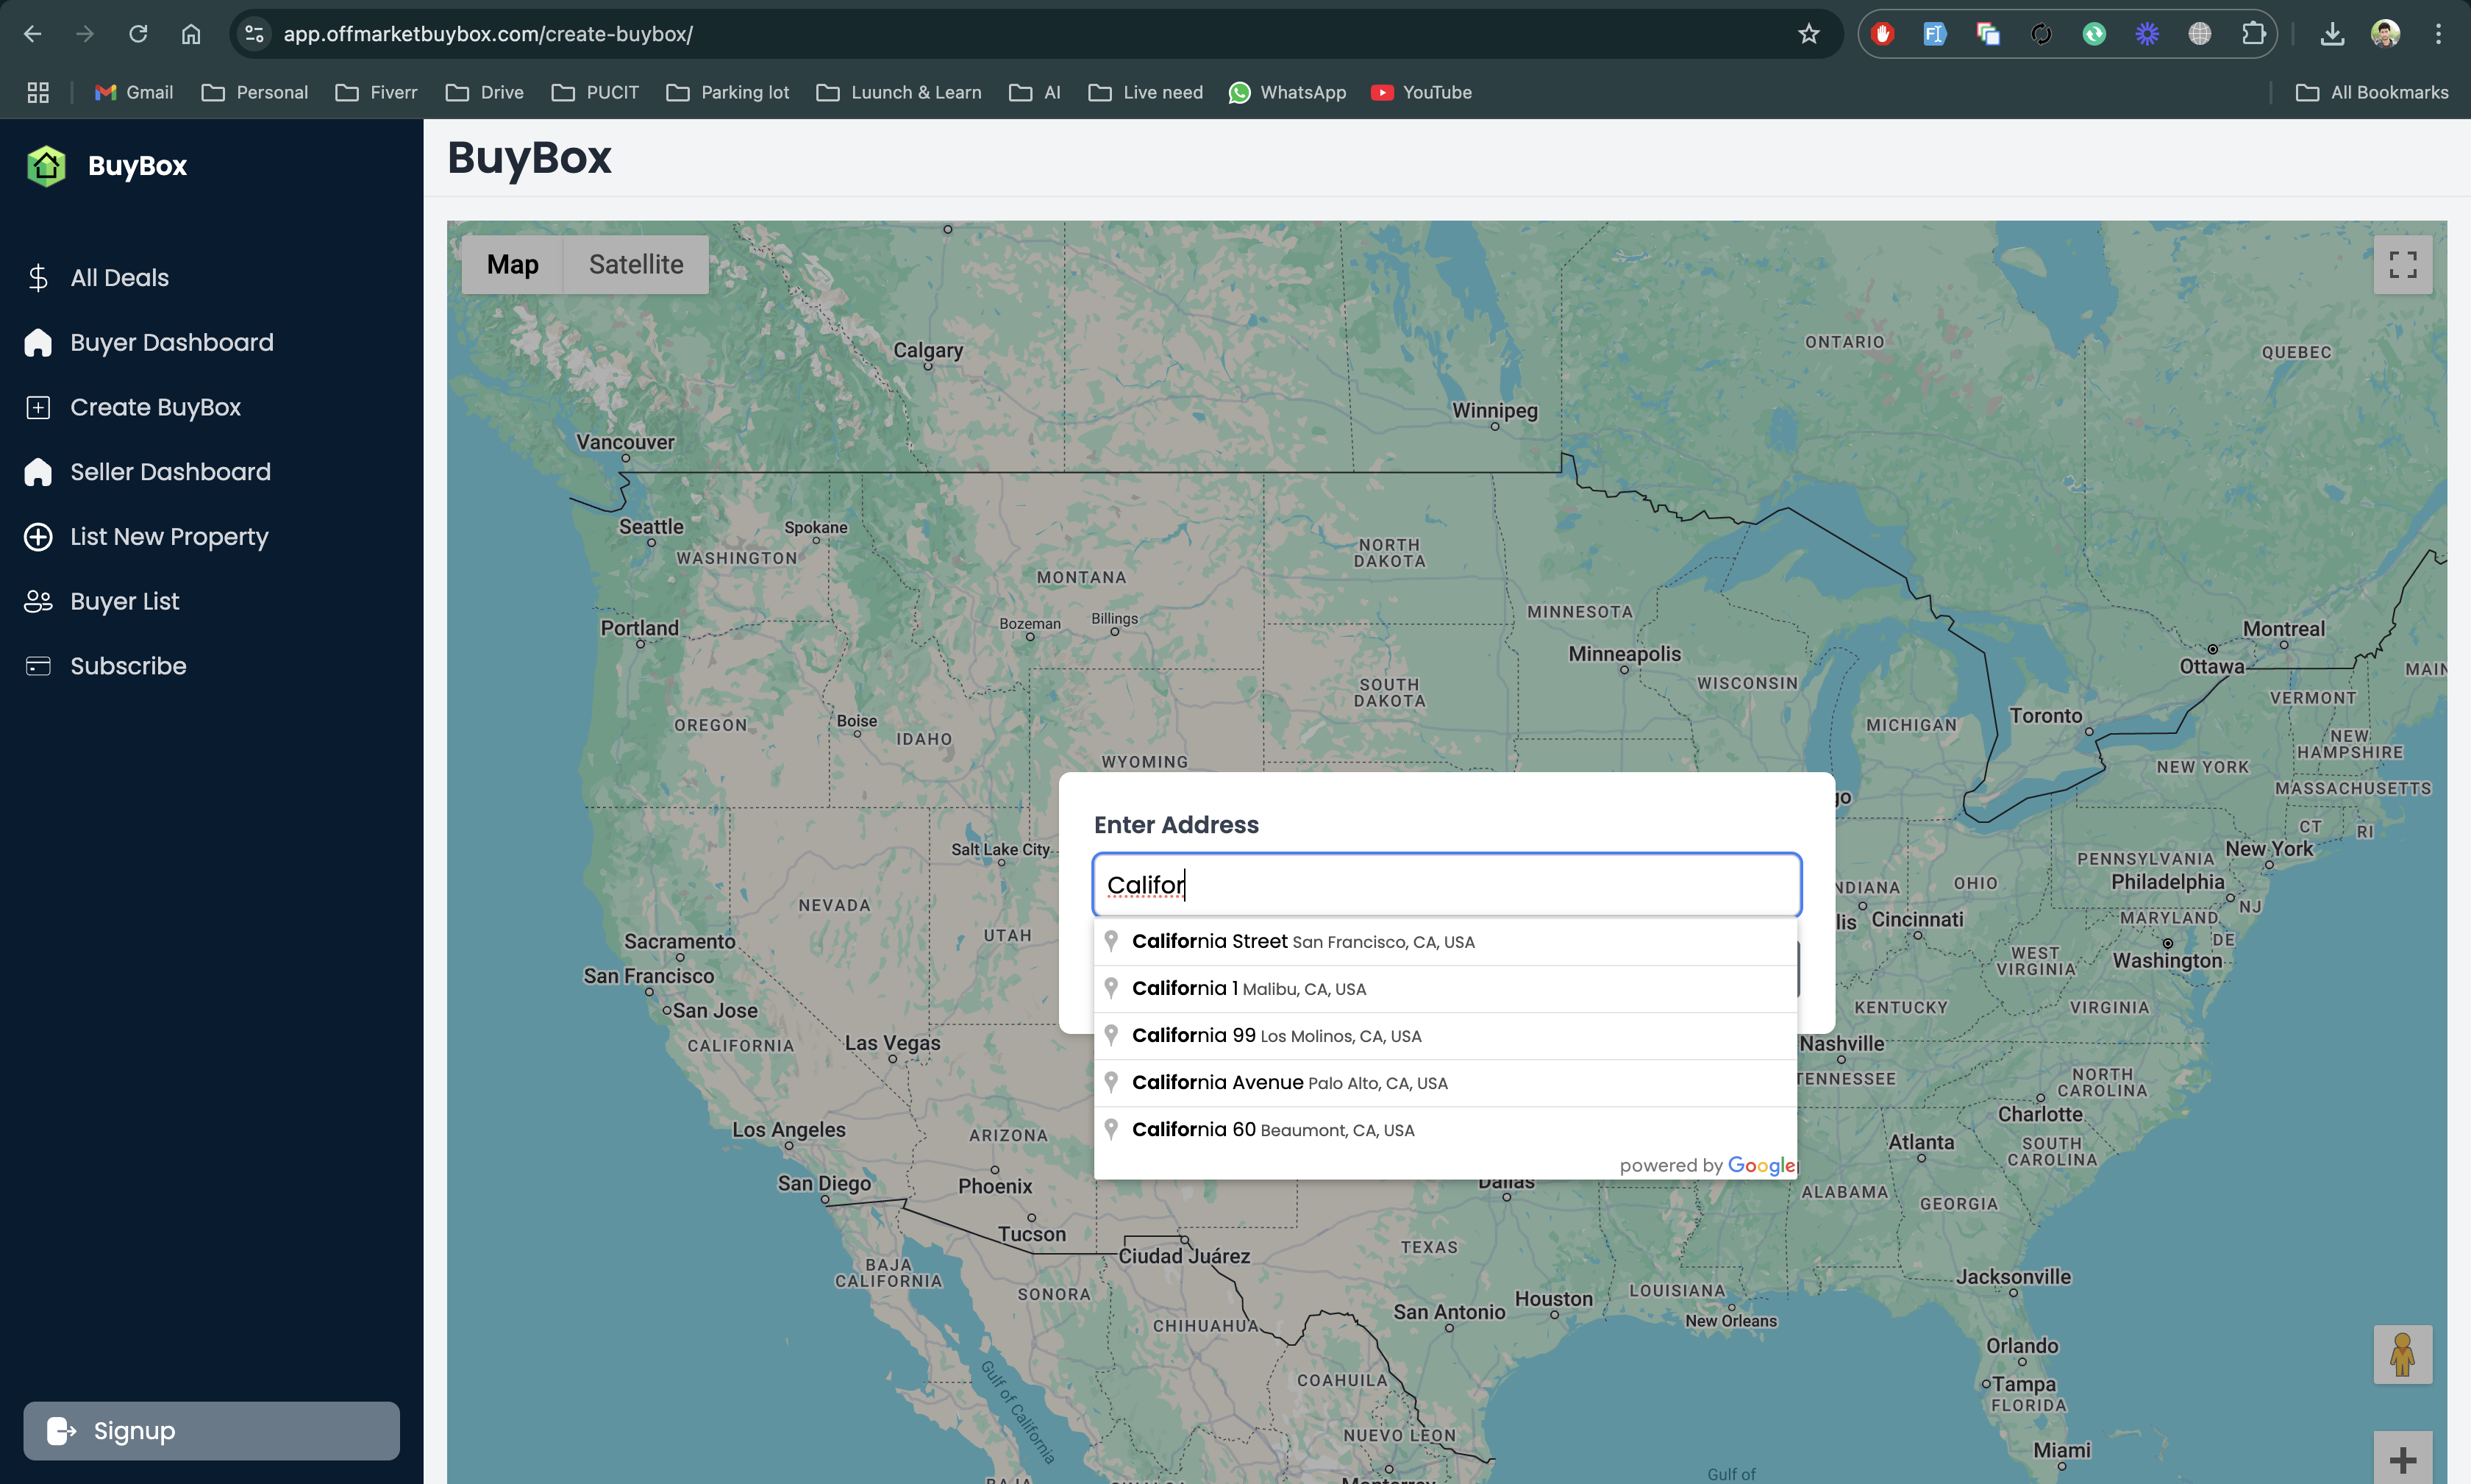 app.offmarketbuybox.com/create-buybox/
Gmail
Personal
Fiverr
Drive
PUCIT
Parking lot
Luunch & Learn
AI
Live need
WhatsApp
YouTube
All Bookmarks
BuyBox
All Deals
Buyer Dashboard
Create BuyBox
Seller Dashboard
List New Property
Buyer List
Subscribe
Signup
BuyBox
Map
Satellite
Calgary
ONTARIO
QUEBEC
Winnipeg
Vancouver
Seattle
Spokane
WASHINGTON
NORTH
DAKOTA
MONTANA
Bozeman
Billings
MINNESOTA
Portland
Montreal
Minneapolis
Ottawa
MAIN
WISCONSIN
SOUTH
DAKOTA
VERMONT
OREGON
Boise
IDAHO
MICHIGAN
Toronto
NEW
HAMPSHIRE
WYOMING
NEW YORK
MASSACHUSETTS
go
CT
RI
Enter Address
Califor
California Street San Francisco, CA, USA
California 1 Malibu, CA, USA
California 99 Los Molinos, CA, USA
California Avenue Palo Alto, CA, USA
California 60 Beaumont, CA, USA
powered by Google
Salt Lake City
New York
PENNSYLVANIA
Philadelphia
NDIANA
OHIO
NJ
NEVADA
lis
Cincinnati
MARYLAND
DE
UTAH
Sacramento
WEST
VIRGINIA
Washington
San Francisco
San Jose
KENTUCKY
VIRGINIA
CALIFORNIA
Las Vegas
Nashville
TENNESSEE
NORTH
CAROLINA
Charlotte
Los Angeles
ARIZONA
Atlanta
SOUTH
CAROLINA
San Diego
Phoenix
Dallas
ALABAMA
GEORGIA
Tucson
Ciudad Juárez
TEXAS
BAJA
CALIFORNIA
SONORA
Jacksonville
LOUISIANA
Houston
San Antonio
New Orleans
CHIHUAHUA
Orlando
Gulf of California
COAHUILA
Tampa
FLORIDA
NUEVO LEON
Miami
Monterrey
BAJA
Gulf of